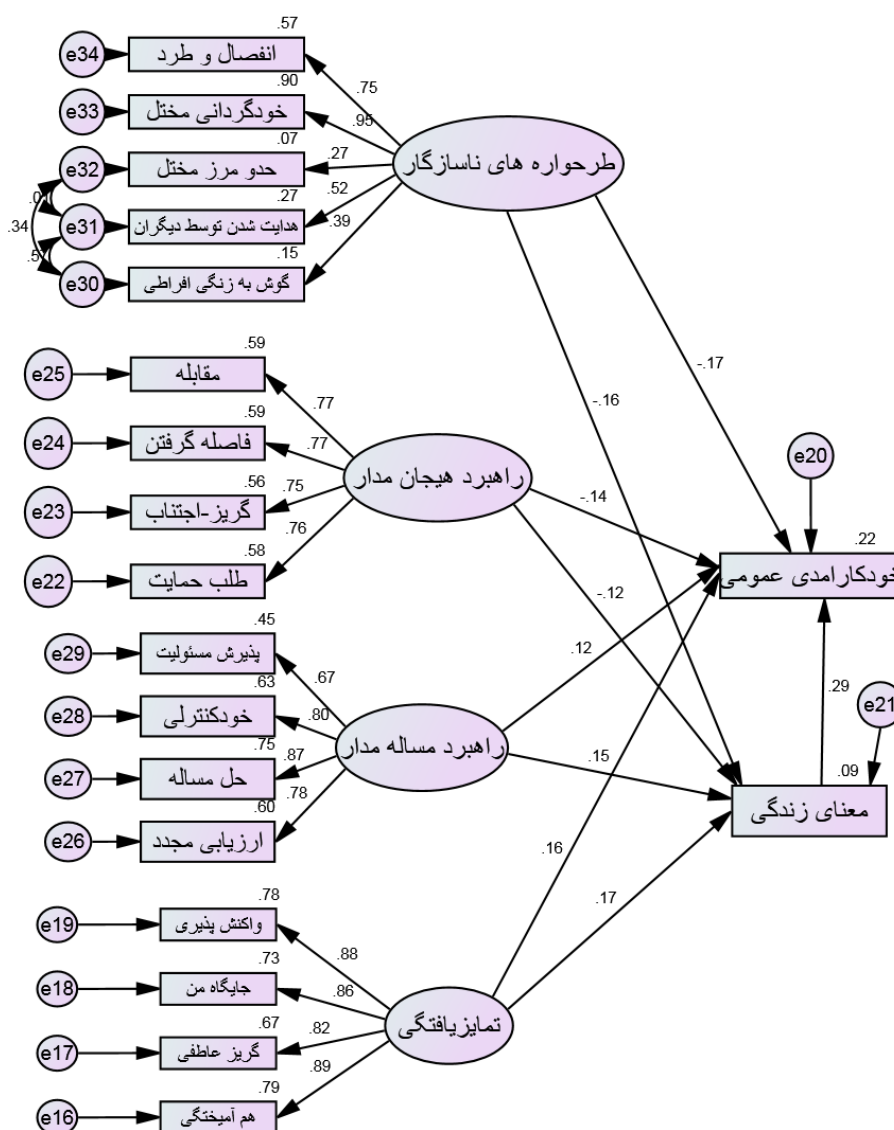 .57
e34
انفصال و طرد
.75
.90
e33
خودگردانی مختل
.95
.07
e32
حدو مرز مختل
.27
طرحواره های ناسازگار
.27
.52
e31
هدایت شدن توسط دیگران
.39
.34
.15
e30
گوش به زنگی افراطی
-.17
-.16
.59
e25
مقابله
.77
.59
e24
فاصله گرفتن
.77
راهبرد هیجان مدار
.56
e23
گریز-اجتناب
.75
.58
e22
طلب حمایت
.76
-.14
-.12
e20
.22
خودکارامدی عمومی
.45
e29
پذیرش مسئولیت
.67
.63
e28
خودکنترلی
.80
راهبرد مساله مدار
.75
e27
حل مساله
.87
.60
e26
ارزیابی مجدد
.78
.12
.15
.29
e21
.09
معنای زندگی
.16
.17
.78
e19
واکنش پذیری
.88
.73
e18
جایگاه من
.86
تمایزیافتگی
.67
e17
گریز عاطفی
.82
.79
e16
هم آمیختگی
.89